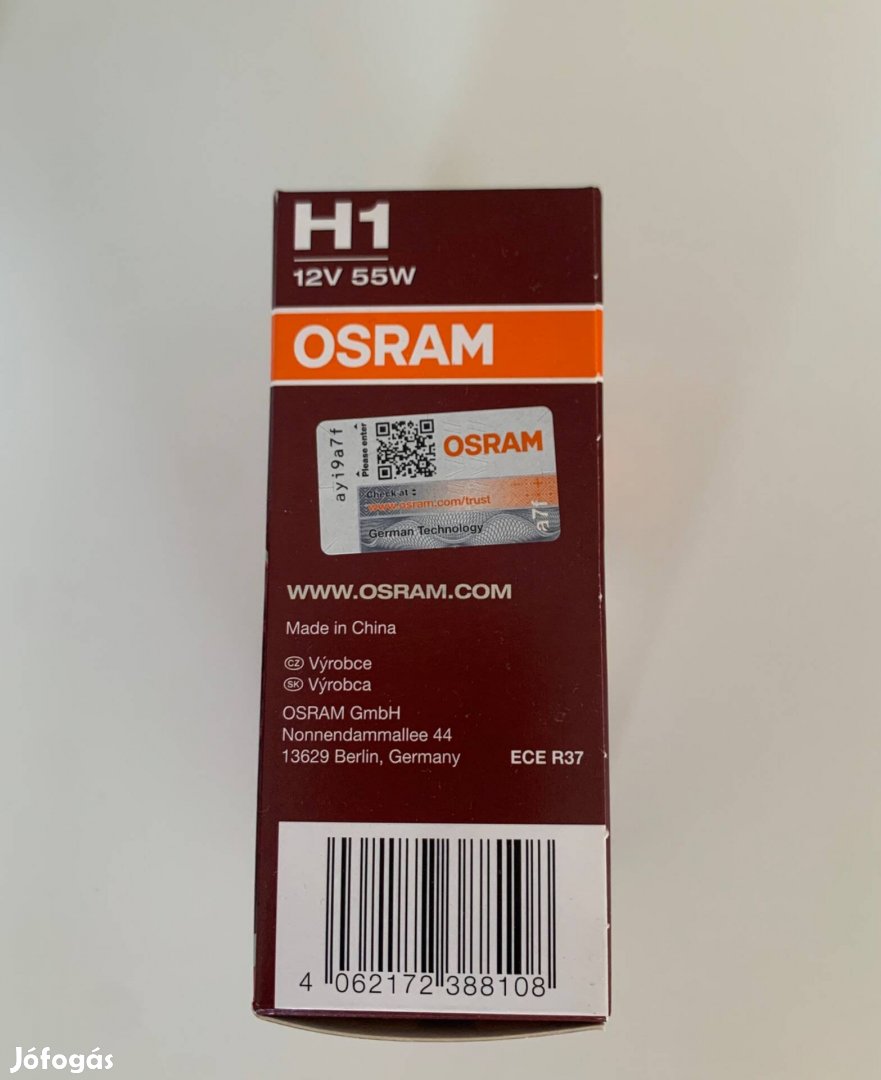 H1
12V 55W
OSRAM
ayi9a7f
Please enter
OSRAM
Check at
www.osram.com/trust
German Technology
a7f
WWW.OSRAM.COM
Made in China
CZ Výrobce
SK Výrobca
OSRAM GmbH
Nonnendammallee 44
13629 Berlin, Germany
ECE R37
4 062172 388108
Jófogás